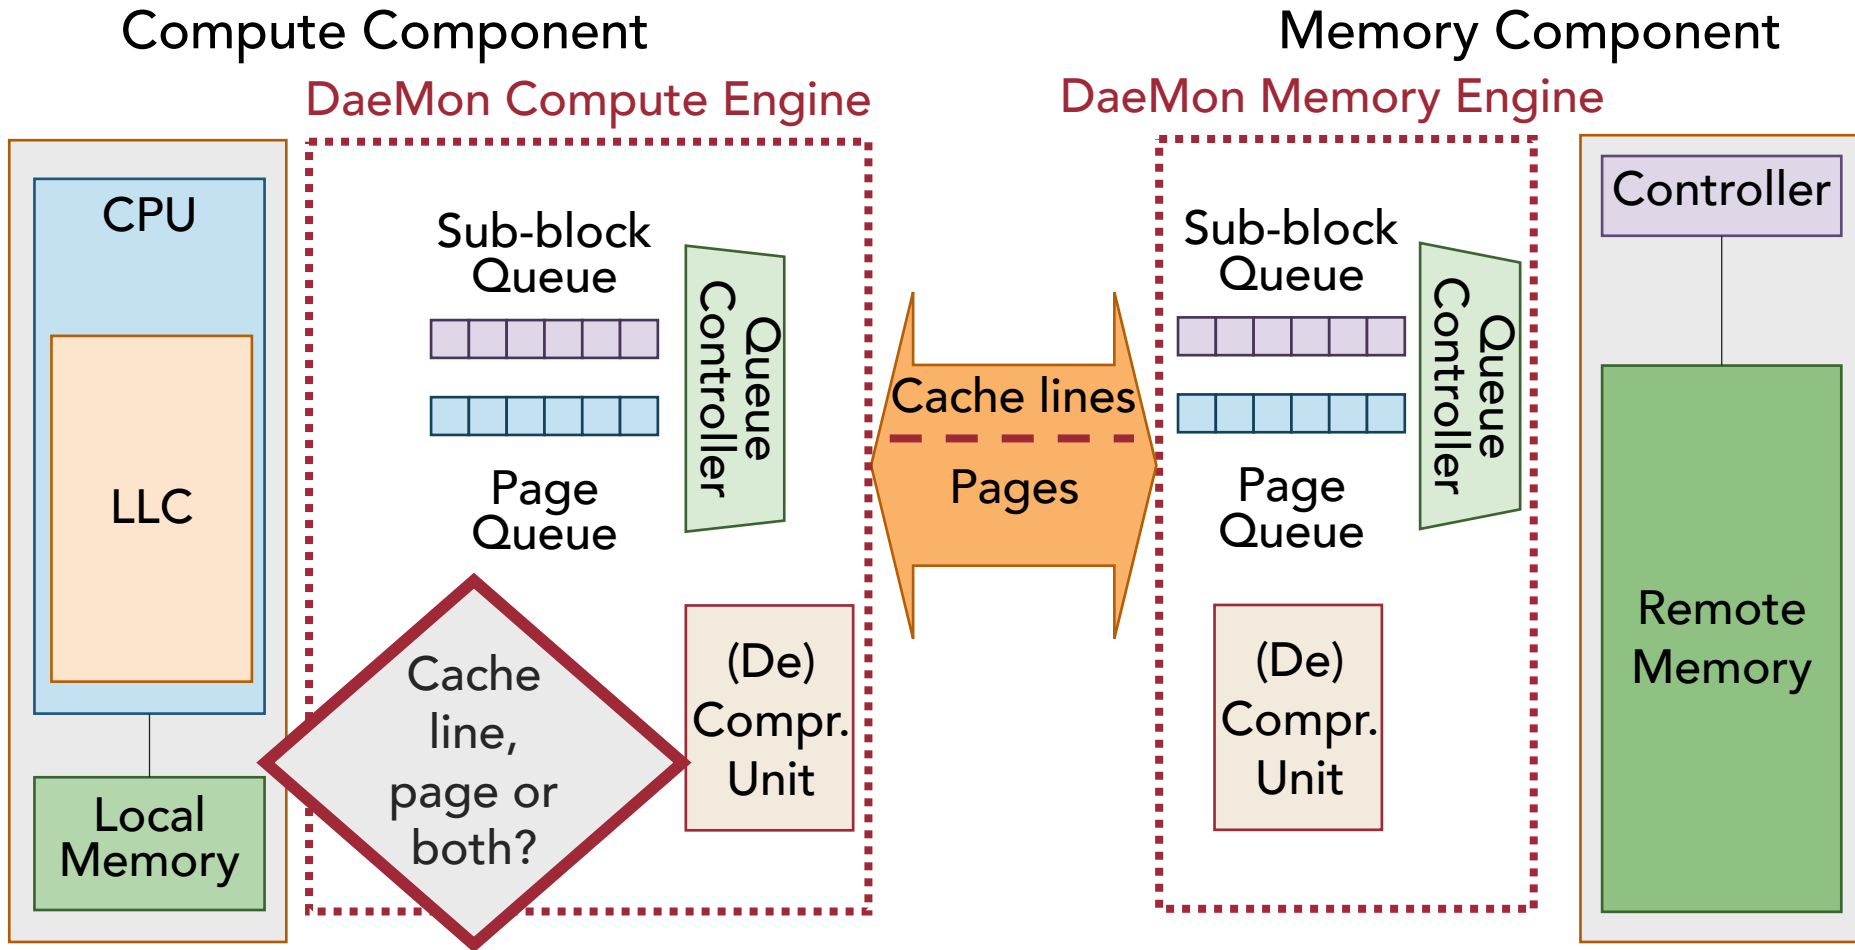 Compute Component
Memory Component
DaeMon Compute Engine
DaeMon Memory Engine
CPU
LLC
Local
Memory
Sub-block
Queue
Page
Queue
Queue
Controller
Cache
line,
page or
both?
(De)
Compr.
Unit
Cache lines
Pages
Sub-block
Queue
Page
Queue
Queue
Controller
(De)
Compr.
Unit
Controller
Remote
Memory